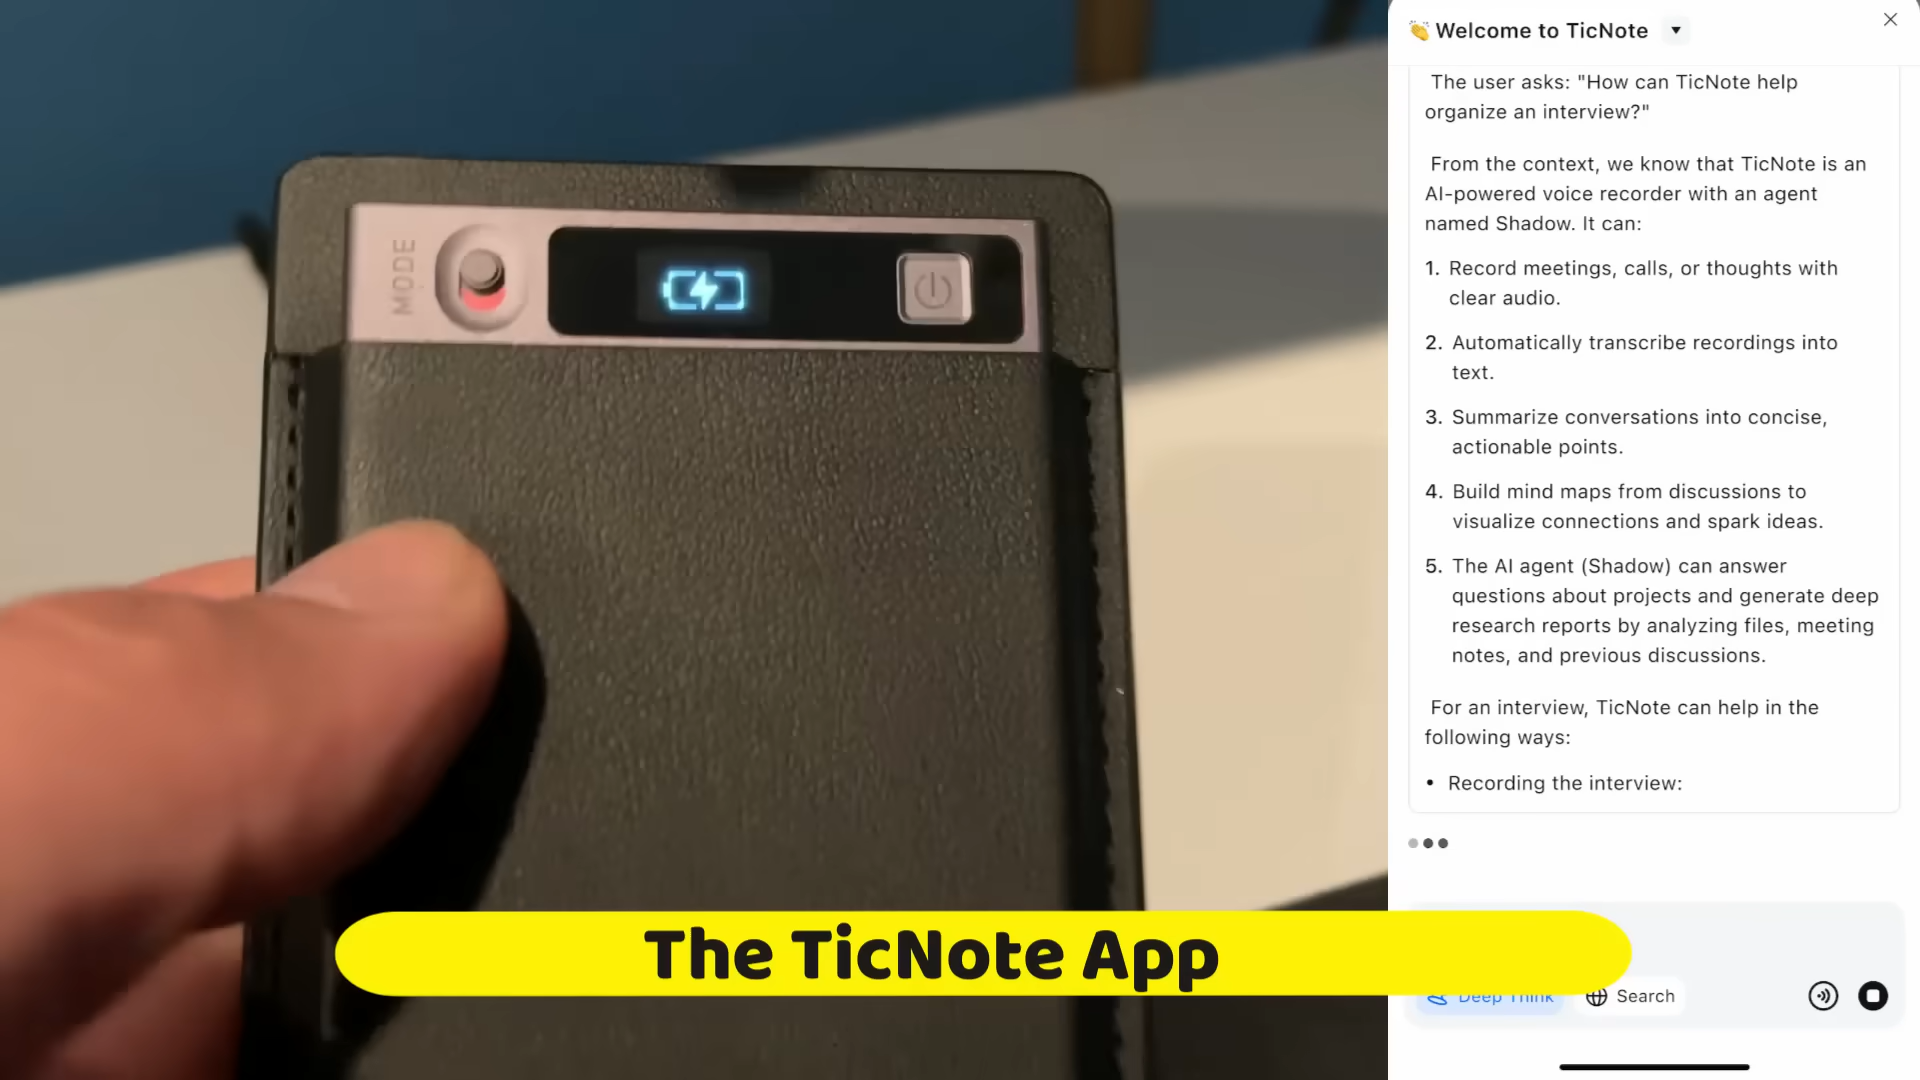 MODE
👏 Welcome to TicNote
The user asks: "How can TicNote help
organize an interview?"
From the context, we know that TicNote is an
AI-powered voice recorder with an agent
named Shadow. It can:
1. Record meetings, calls, or thoughts with
clear audio.
2. Automatically transcribe recordings into
text.
3. Summarize conversations into concise,
actionable points.
4. Build mind maps from discussions to
visualize connections and spark ideas.
5. The AI agent (Shadow) can answer
questions about projects and generate deep
research reports by analyzing files, meeting
notes, and previous discussions.
For an interview, TicNote can help in the
following ways:
• Recording the interview:
The TicNote App
Deep Think
Search